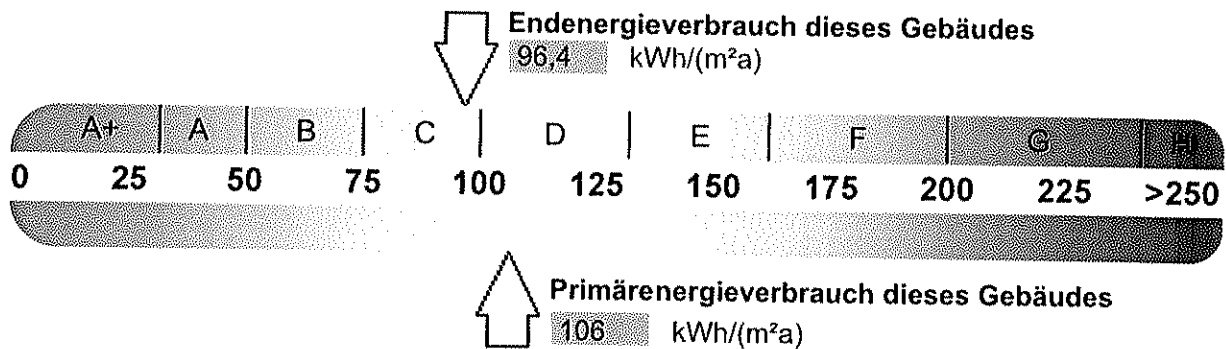 Endenergieverbrauch dieses Gebäudes
96,4 kWh/(m²a)
A+ A B C D E F G H
0 25 50 75 100 125 150 175 200 225 >250
Primärenergieverbrauch dieses Gebäudes
106 kWh/(m²a)